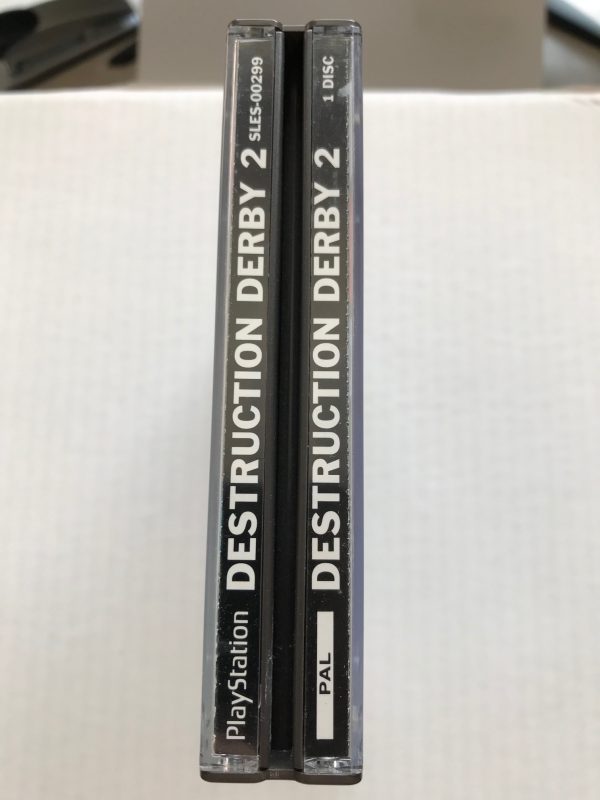 PlayStation DESTRUCTION DERBY 2 SLES-00299
PAL DESTRUCTION DERBY 2 1 DISC